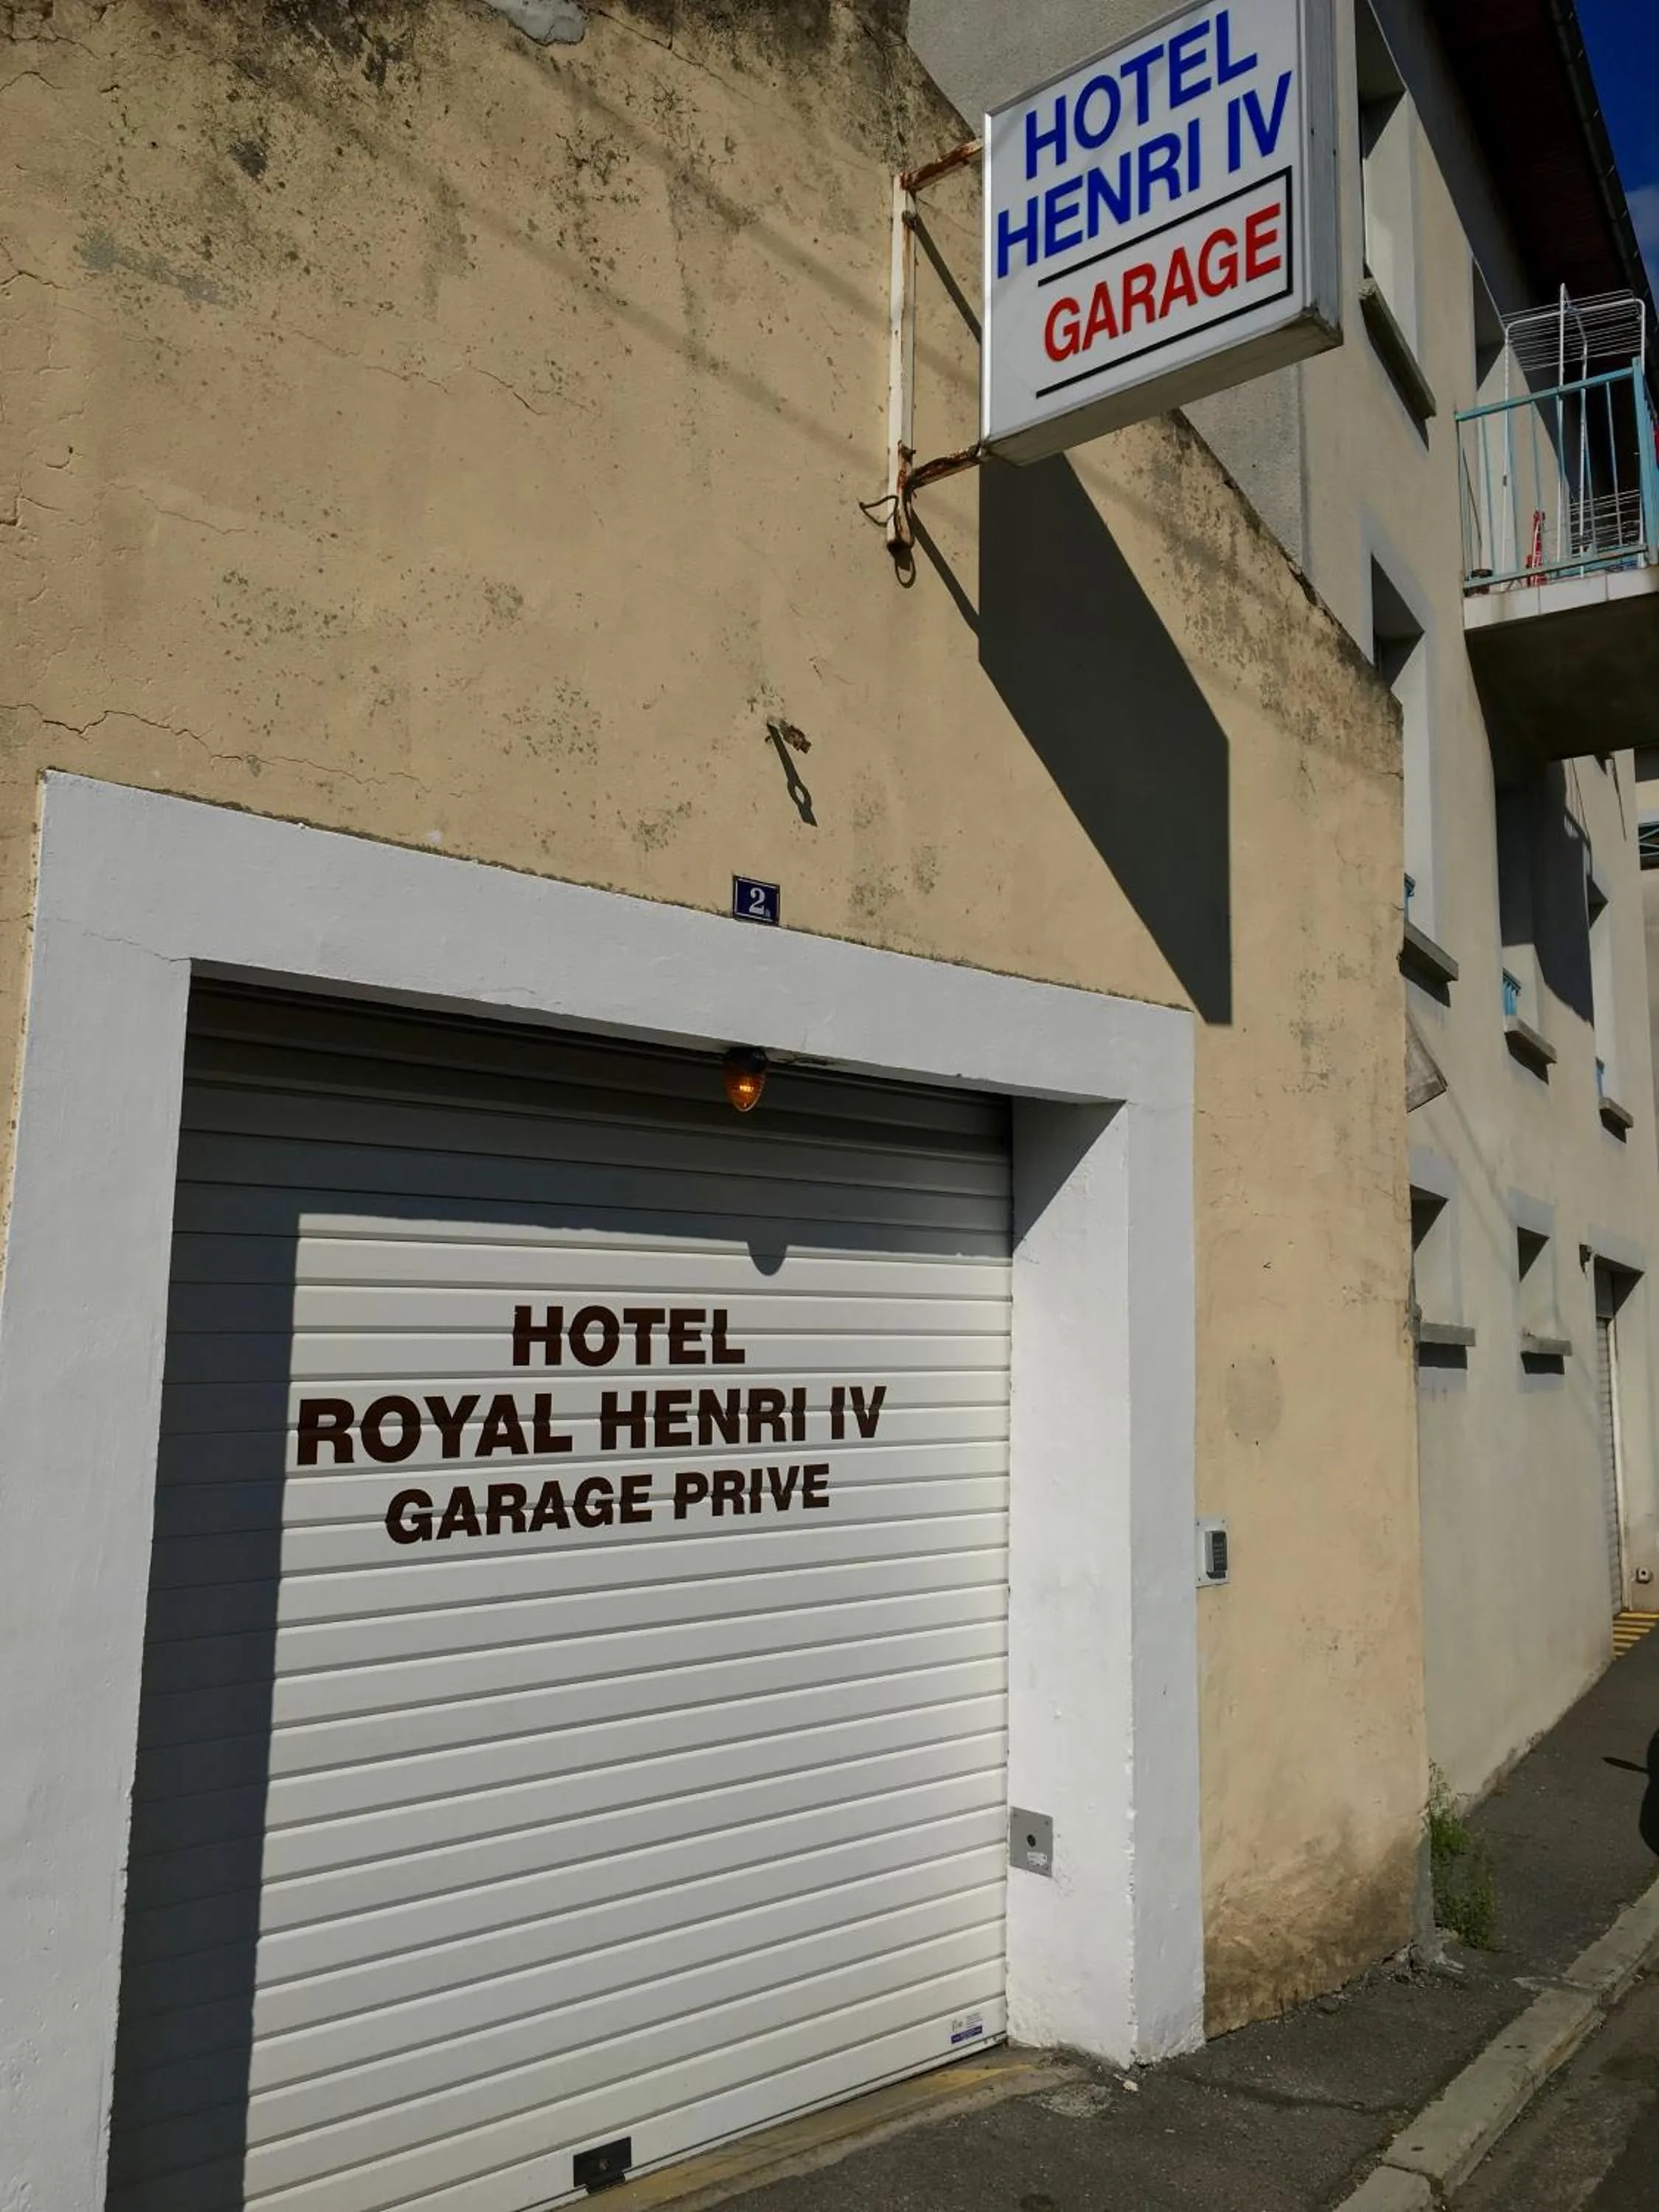 HOTEL
HENRI IV
GARAGE
2
HOTEL
ROYAL HENRI IV
GARAGE PRIVE